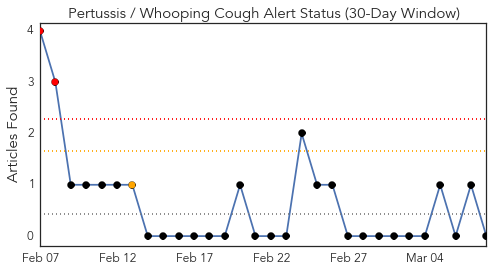 Pertussis / Whooping Cough Alert Status (30-Day Window)
Articles Found
4
3
2
1
0
Feb 07 Feb 12 Feb 17 Feb 22 Feb 27 Mar 04